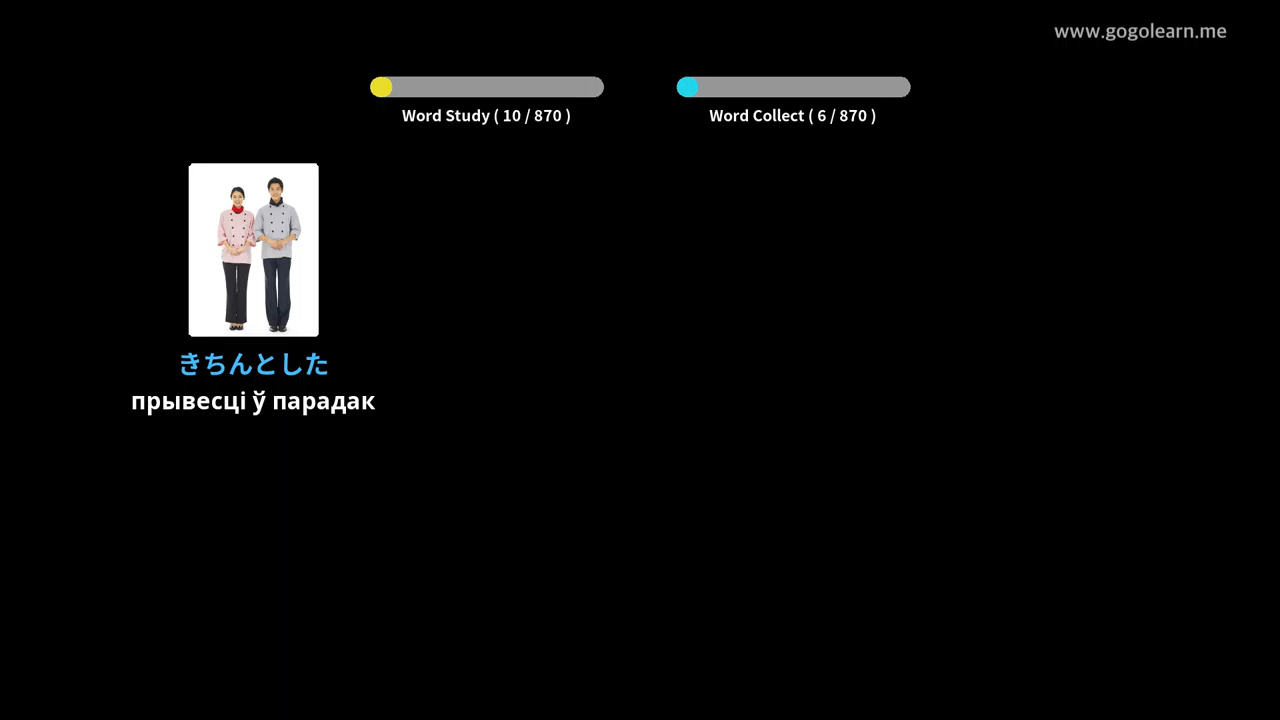 www.gogolearn.me
Word Study ( 10 / 870 )
Word Collect ( 6 / 870 )
きちんとした
прывесці ў парадак